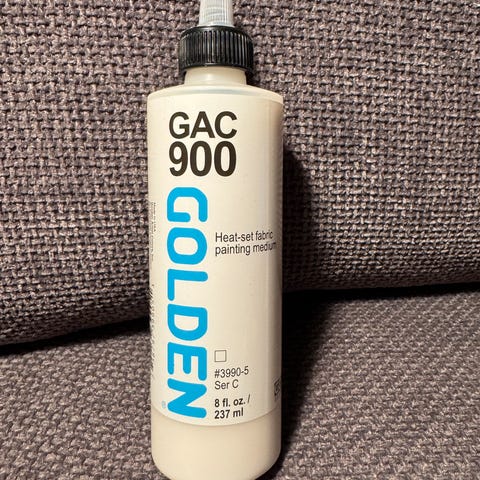 GAC
900
GOLDEN®
Heat-set fabric
painting medium
#3990-5
Ser C
8 fl. oz. /
237 ml